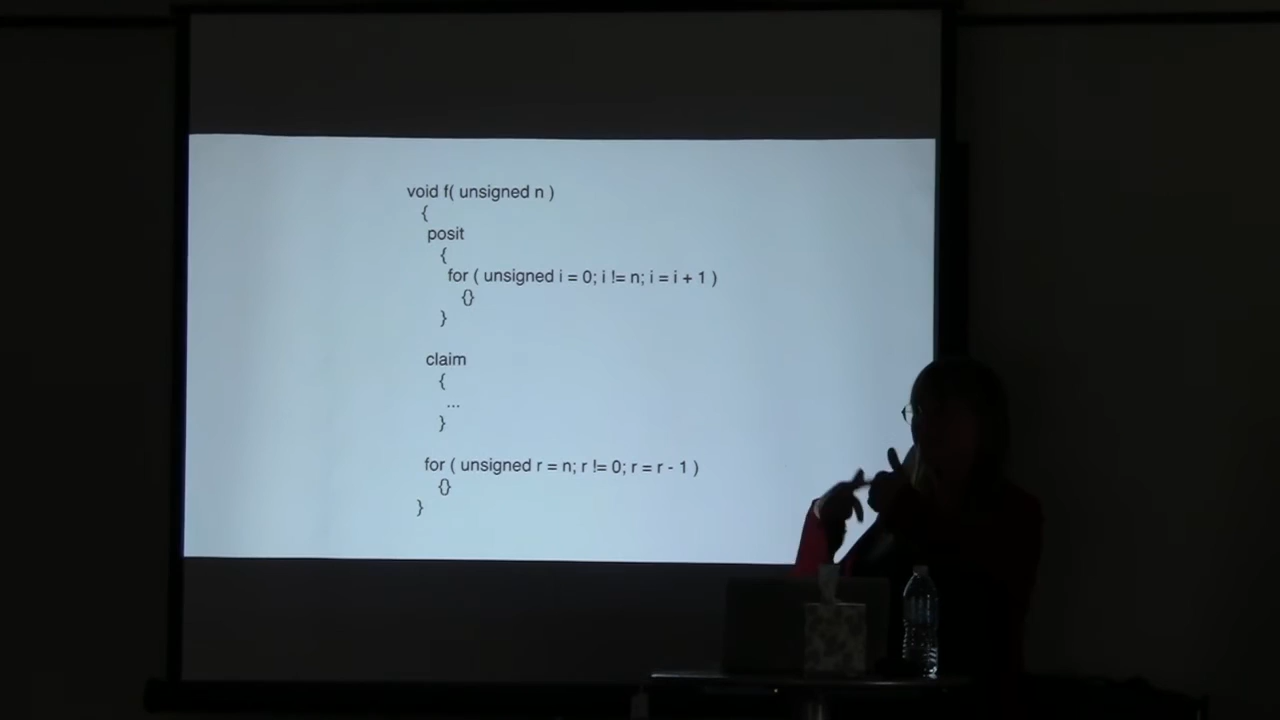 void f( unsigned n )
{
posit
{
for ( unsigned i = 0; i != n; i = i + 1 )
{}
}
claim
{
...
}
for ( unsigned r = n; r != 0; r = r - 1 )
{}
}